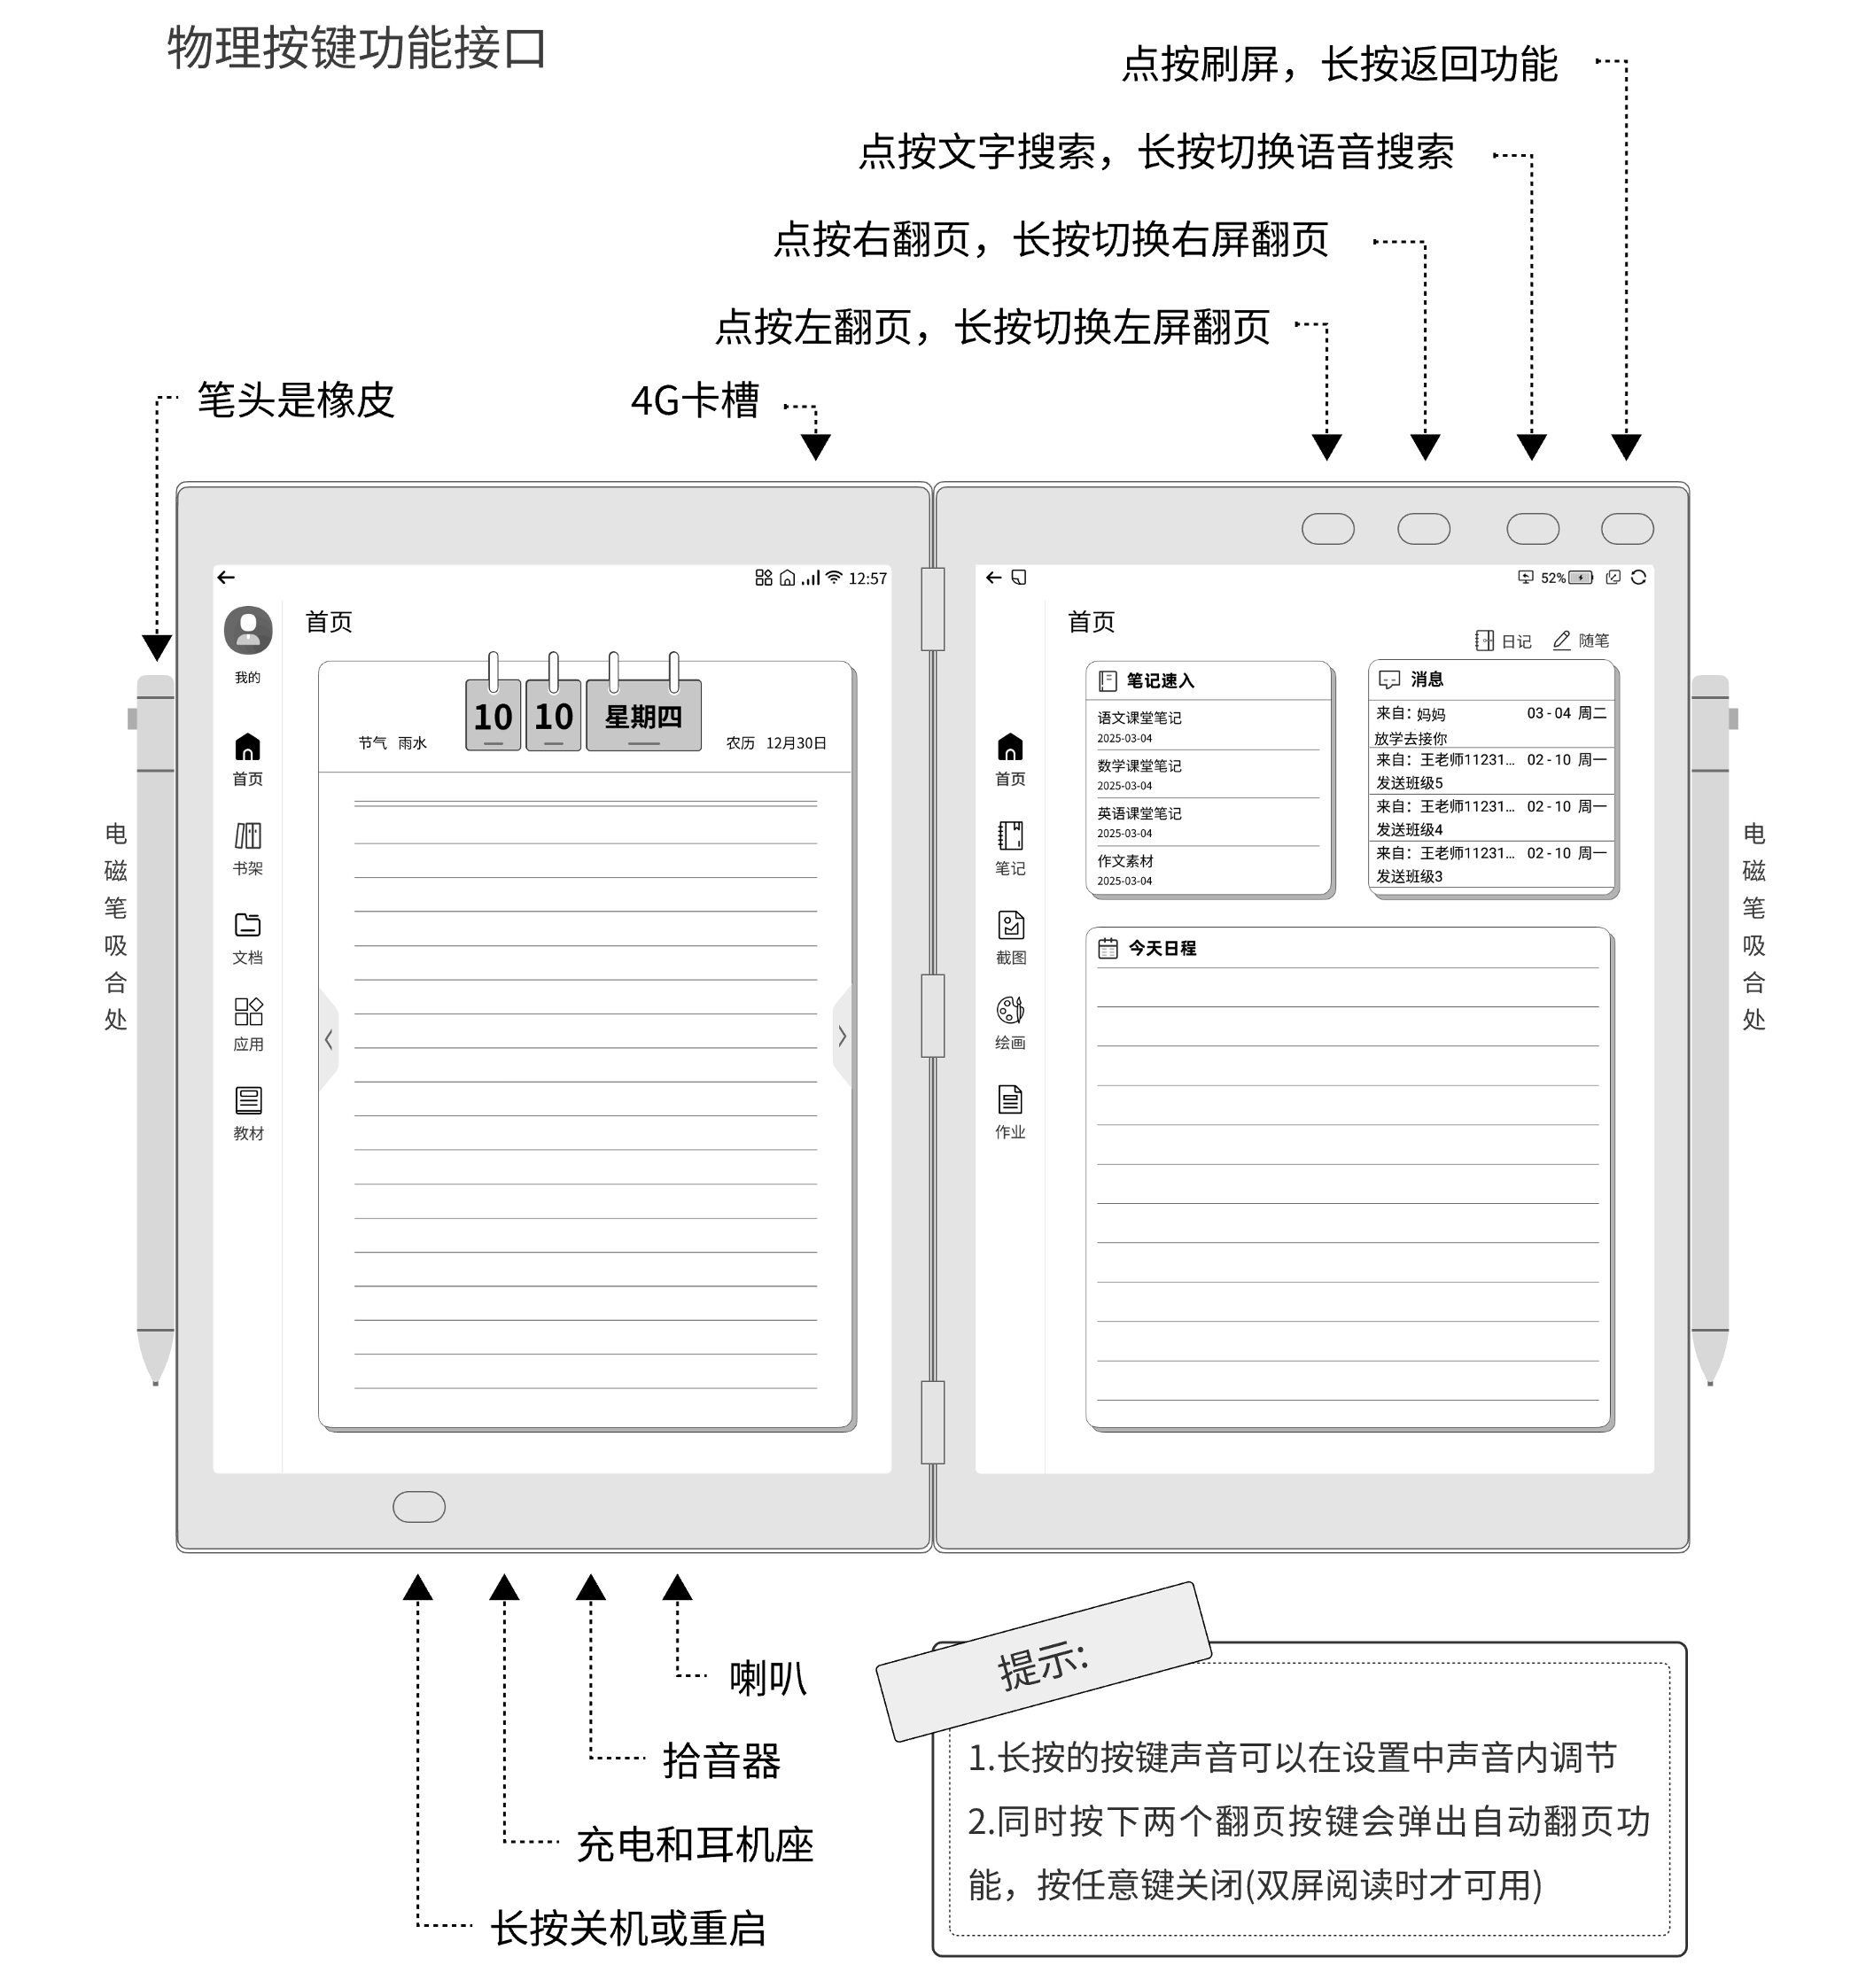 物理按键功能接口
点按刷屏，长按返回功能
点按文字搜索，长按切换语音搜索
点按右翻页，长按切换右屏翻页
点按左翻页，长按切换左屏翻页
笔头是橡皮
4G卡槽
12:57
52%
我的
首页
首页
书架
文档
应用
教材
节气 雨水
10
10
星期四
农历 12月30日
首页
日记
随笔
首页
笔记
截图
绘画
作业
笔记速入
语文课堂笔记
2025-03-04
数学课堂笔记
2025-03-04
英语课堂笔记
2025-03-04
作文素材
2025-03-04
消息
来自：妈妈 03-04 周二
放学去接你
来自：王老师11231... 02-10 周一
发送班级5
来自：王老师11231... 02-10 周一
发送班级4
来自：王老师11231... 02-10 周一
发送班级3
今天日程
电磁笔吸合处
电磁笔吸合处
喇叭
拾音器
充电和耳机座
长按关机或重启
提示:
1.长按的按键声音可以在设置中声音内调节
2.同时按下两个翻页按键会弹出自动翻页功
能，按任意键关闭(双屏阅读时才可用)